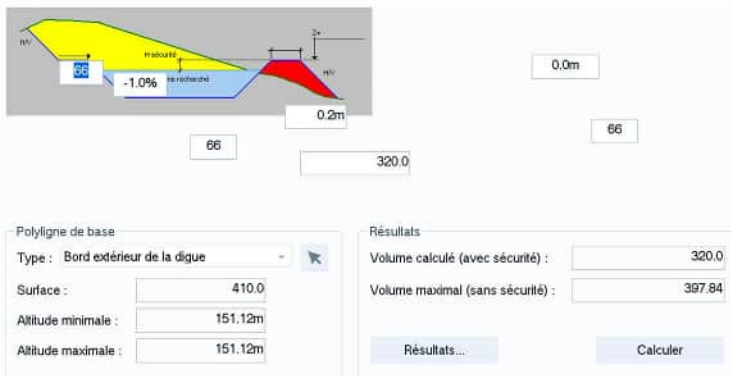 H/V
H sécurité
Z=
66
-1.0%
recherché
H/V
0.0m
0.2m
66
66
320.0
Polyligne de base
Type : Bord extérieur de la digue
Surface : 410.0
Altitude minimale : 151.12m
Altitude maximale : 151.12m
Résultats
Volume calculé (avec sécurité) : 320.0
Volume maximal (sans sécurité) : 397.84
Résultats... Calculer